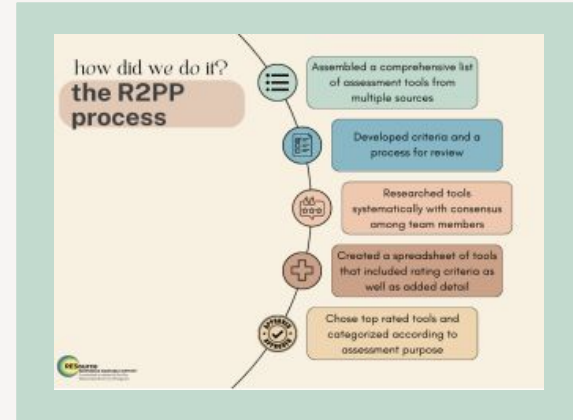 how did we do it?
the R2PP
process
Assembled a comprehensive list
of assessment tools from
multiple sources
Developed criteria and a
process for review
Researched tools
systematically with consensus
among team members
Created a spreadsheet of tools
that included rating criteria as
well as added detail
Chose top rated tools and
categorized according to
assessment purpose
APPROVED
APPROVED
RESource